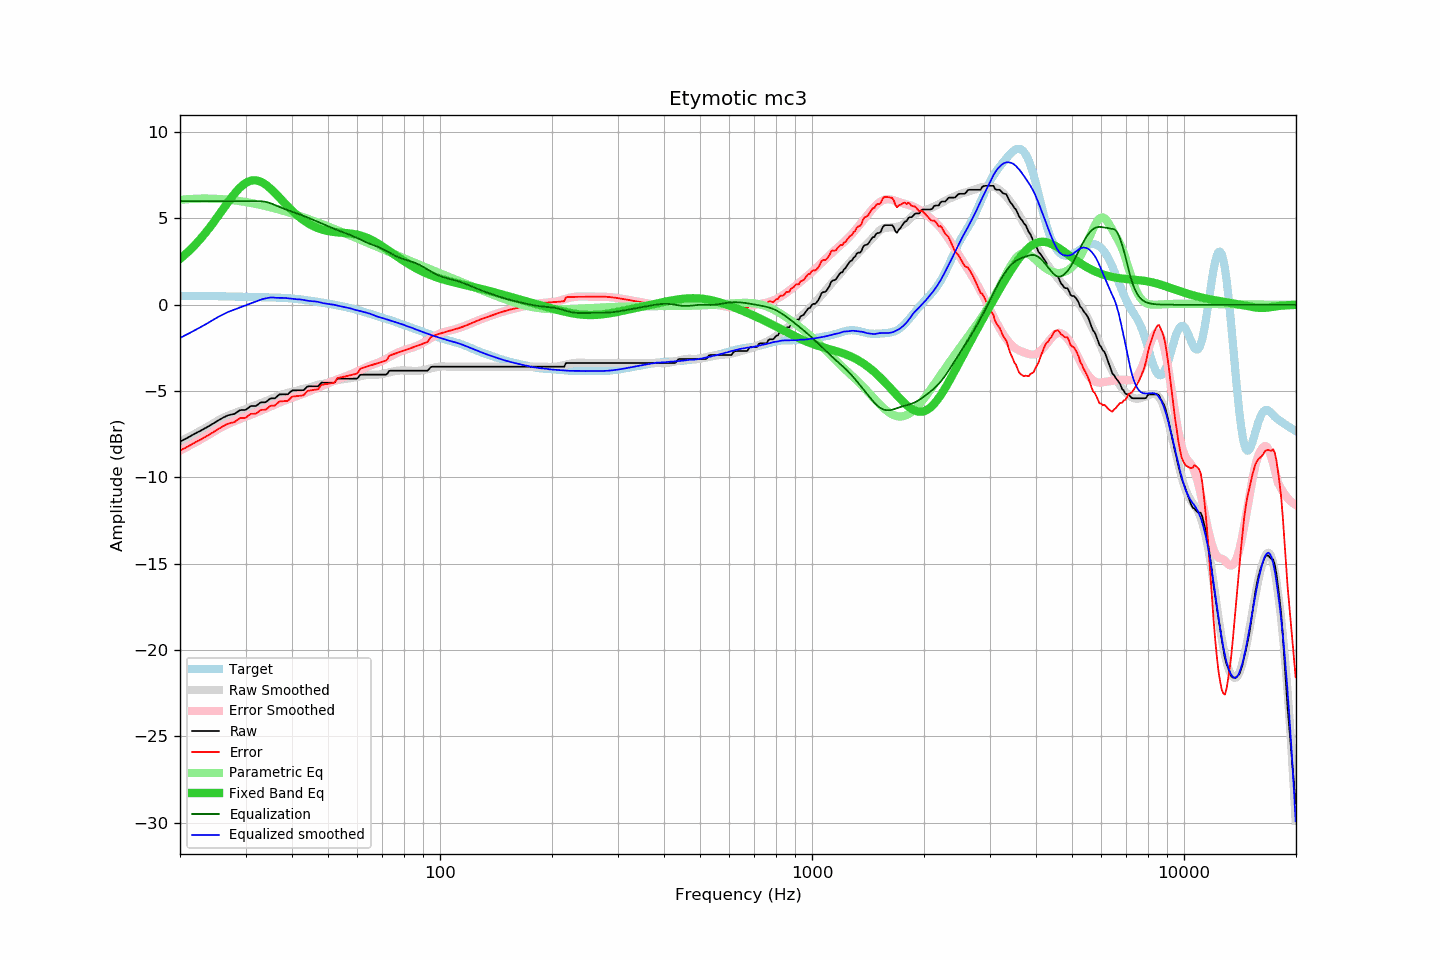 Etymotic mc3
10
5
0
−5
−10
−15
−20
−25
−30
Amplitude (dBr)
Target
Raw Smoothed
Error Smoothed
Raw
Error
Parametric Eq
Fixed Band Eq
Equalization
Equalized smoothed
100
1000
10000
Frequency (Hz)